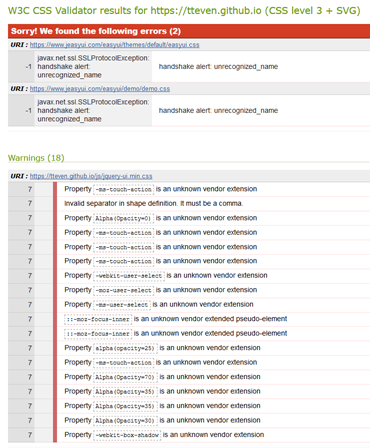 W3C CSS Validator results for https://tteven.github.io (CSS level 3 + SVG)
Sorry! We found the following errors (2)
URI : https://www.jeasyui.com/easyui/themes/default/easyui.css
-1 javax.net.ssl.SSLProtocolException: handshake alert: unrecognized_name handshake alert: unrecognized_name
URI : https://www.jeasyui.com/easyui/demo/demo.css
-1 javax.net.ssl.SSLProtocolException: handshake alert: unrecognized_name handshake alert: unrecognized_name
Warnings (18)
URI : https://tteven.github.io/js/jquery-ui.min.css
7 Property -ms-touch-action is an unknown vendor extension
7 Invalid separator in shape definition. It must be a comma.
7 Property Alpha(Opacity=0) is an unknown vendor extension
7 Property -ms-touch-action is an unknown vendor extension
7 Property -ms-touch-action is an unknown vendor extension
7 Property -ms-touch-action is an unknown vendor extension
7 Property -webkit-user-select is an unknown vendor extension
7 Property -moz-user-select is an unknown vendor extension
7 Property -ms-user-select is an unknown vendor extension
7 ::-moz-focus-inner is an unknown vendor extended pseudo-element
7 ::-moz-focus-inner is an unknown vendor extended pseudo-element
7 Property alpha(opacity=25) is an unknown vendor extension
7 Property -ms-touch-action is an unknown vendor extension
7 Property Alpha(Opacity=70) is an unknown vendor extension
7 Property Alpha(Opacity=35) is an unknown vendor extension
7 Property Alpha(Opacity=35) is an unknown vendor extension
7 Property Alpha(Opacity=30) is an unknown vendor extension
7 Property -webkit-box-shadow is an unknown vendor extension